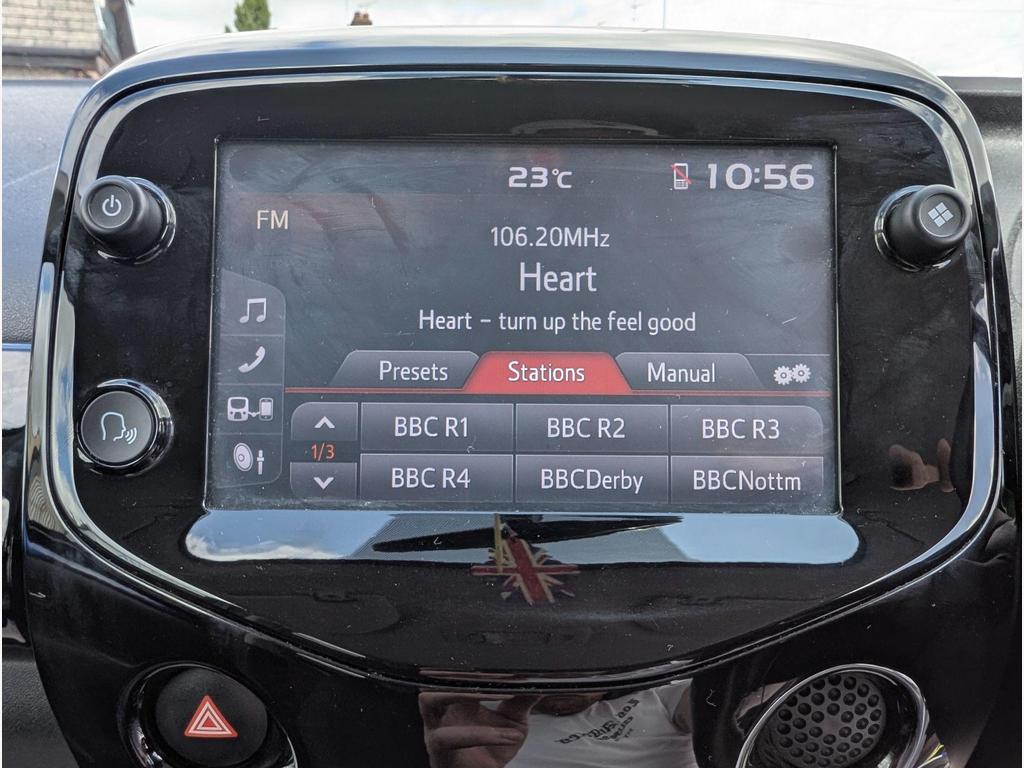 23℃
10:56
FM
106.20MHz
Heart
Heart – turn up the feel good
Presets Stations Manual
BBC R1 BBC R2 BBC R3
1/3
BBC R4 BBCDerby BBCNottm